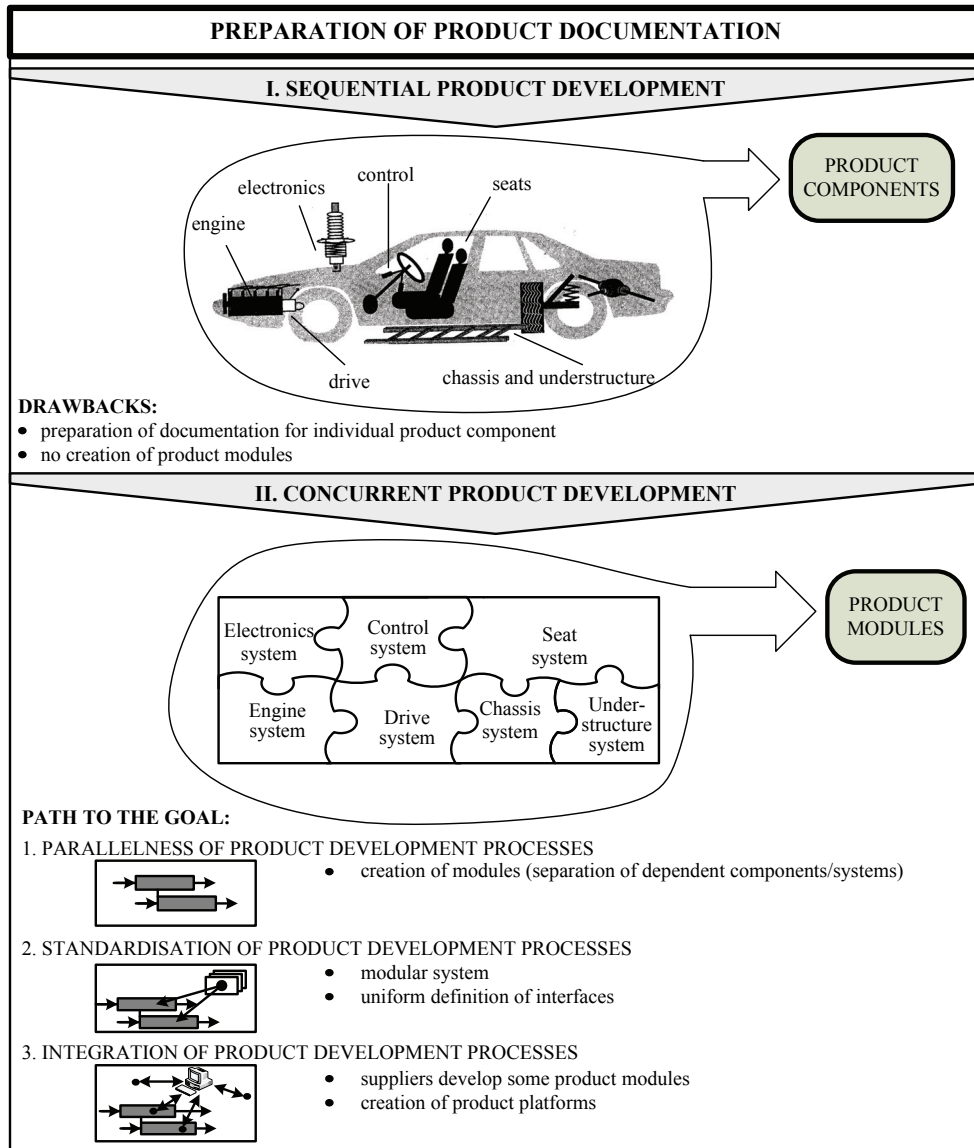 PREPARATION OF PRODUCT DOCUMENTATION
I. SEQUENTIAL PRODUCT DEVELOPMENT
PRODUCT
COMPONENTS
control
seats
electronics
engine
drive
chassis and understructure
DRAWBACKS:
• preparation of documentation for individual product component
• no creation of product modules
II. CONCURRENT PRODUCT DEVELOPMENT
PRODUCT
MODULES
Electronics
system
Control
system
Seat
system
Engine
system
Drive
system
Chassis
system
Under-
structure
system
PATH TO THE GOAL:
1. PARALLELNESS OF PRODUCT DEVELOPMENT PROCESSES
• creation of modules (separation of dependent components/systems)
2. STANDARDISATION OF PRODUCT DEVELOPMENT PROCESSES
• modular system
• uniform definition of interfaces
3. INTEGRATION OF PRODUCT DEVELOPMENT PROCESSES
• suppliers develop some product modules
• creation of product platforms